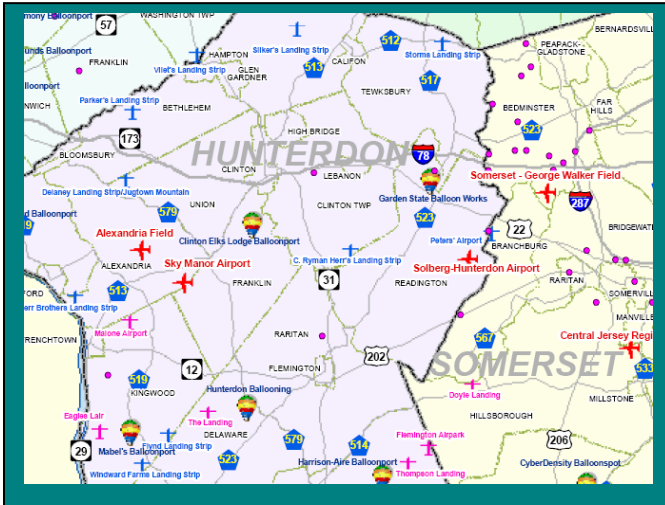 mony Balloonport
57
WASHINGTON TWP
BERNARDSVILLE
Silker's Landing Strip
512
Storms Landing Strip
PEAPACK-
GLADSTONE
unds Balloonport
FRANKLIN
Vliet's Landing Strip
HAMPTON
GLEN
GARDNER
CALIFON
513
517
lloonport
TEWKSBURY
NWICH
Parker's Landing Strip
BETHLEHEM
BEDMINSTER
FAR
HILLS
523
173
HIGH BRIDGE
BLOOMSBURY
HUNTERDON
78
CLINTON
LEBANON
Somerset - George Walker Field
Delaney Landing Strip/Jugtown Mountain
Garden State Balloon Works
287
UNION
CLINTON TWP
579
523
22
d Balloonport
Clinton Elks Lodge Balloonport
BRIDGEWATE
Alexandria Field
Peters' Airport
BRANCHBURG
ALEXANDRIA
Sky Manor Airport
C. Ryman Herr's Landing Strip
Solberg-Hunterdon Airport
31
513
FRANKLIN
READINGTON
RARITAN
SOMERVILL
FORD
err Brothers Landing Strip
MANVILLE
Malone Airport
RARITAN
567
Central Jersey Regi
FRENCHTOWN
202
SOMERSET
12
FLEMINGTON
533
519
KINGWOOD
Hunterdon Ballooning
Doyle Landing
MILLSTONE
Eagles Lair
The Landing
HILLSBOROUGH
DELAWARE
Flemington Airpark
29
Mabel's Balloonport
Flynd Landing Strip
579
514
206
523
Harrison-Aire Balloonport
CyberDensity Balloonspot
Windward Farms Landing Strip
Thompson Landing